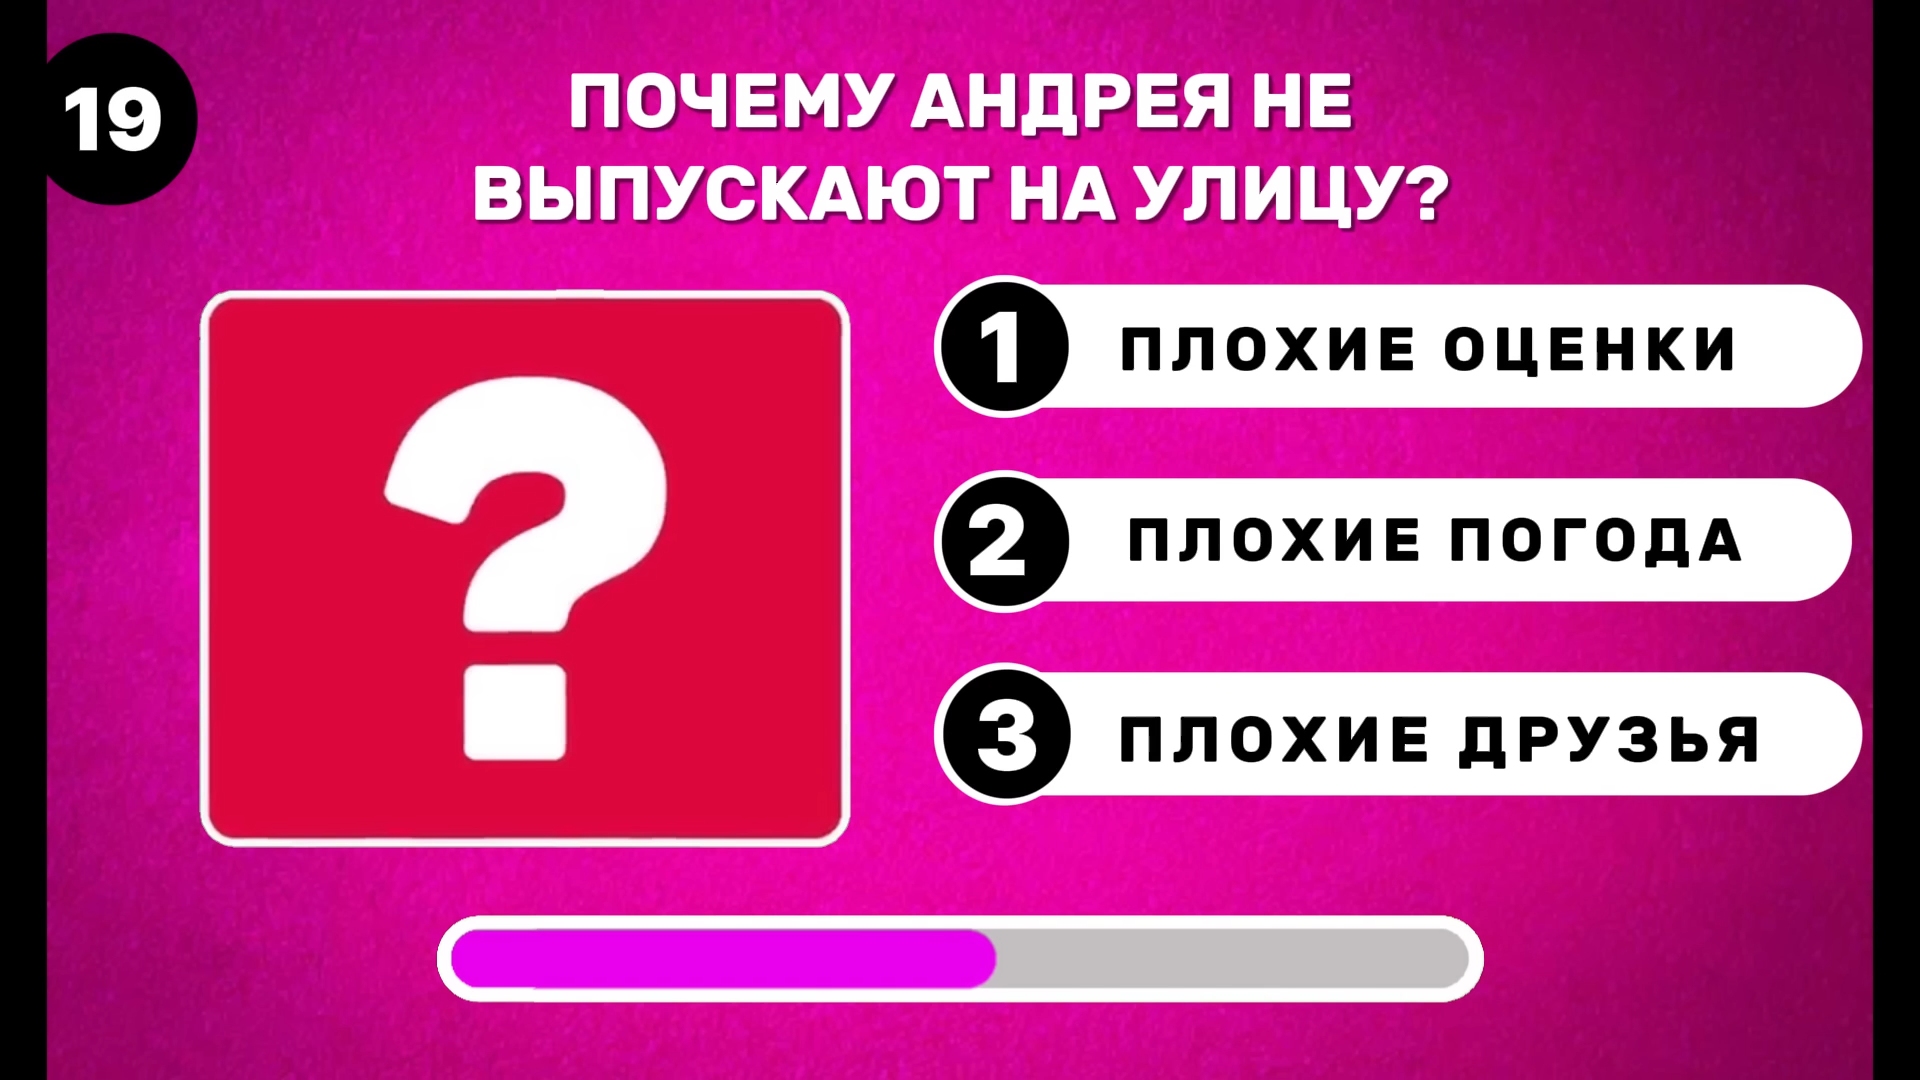 19
ПОЧЕМУ АНДРЕЯ НЕ
ВЫПУСКАЮТ НА УЛИЦУ?
?
1 ПЛОХИЕ ОЦЕНКИ
2 ПЛОХИЕ ПОГОДА
3 ПЛОХИЕ ДРУЗЬЯ